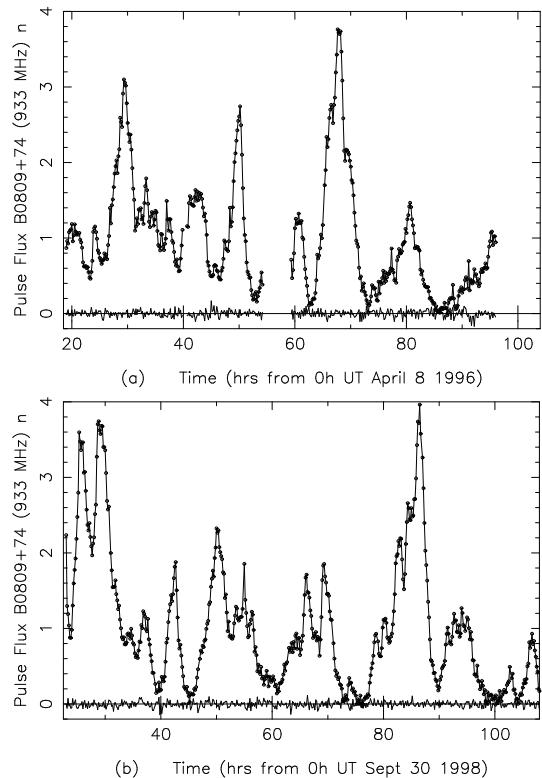 4
3
2
1
0
Pulse Flux B0809+74 (933 MHz) n
20 40 60 80 100
(a) Time (hrs from 0h UT April 8 1996)
4
3
2
1
0
Pulse Flux B0809+74 (933 MHz) n
40 60 80 100
(b) Time (hrs from 0h UT Sept 30 1998)